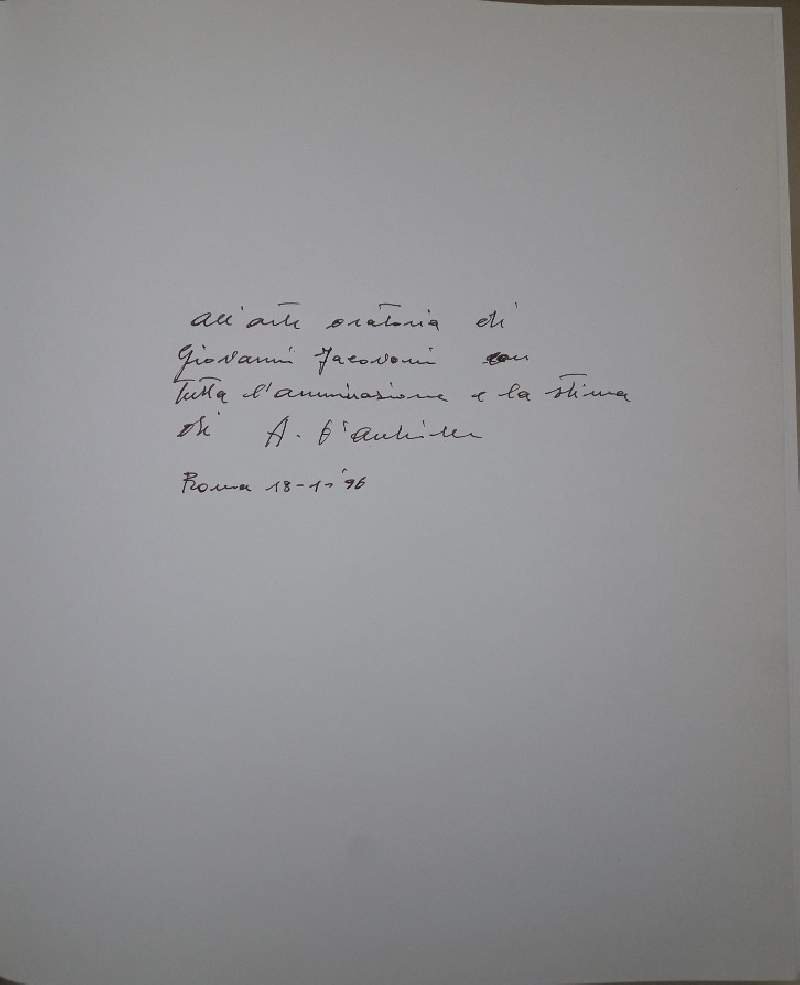 all'arte oratoria di
Giovanni Jacovoni con
tutta l'ammirazione e la stima
di A.
Roma 18-1-'96